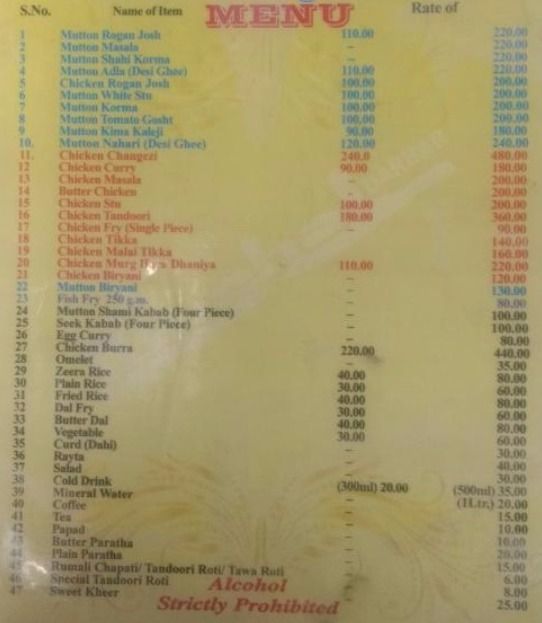 S.No. Name of Item MENU Rate of
1 Mutton Rogan Josh 110.00 220.00
2 Mutton Masala – 220.00
3 Mutton Shahi Korma – 220.00
4 Mutton Adla (Desi Ghee) 110.00 220.00
5 Chicken Rogan Josh 100.00 200.00
6 Mutton White Stu 100.00 200.00
7 Mutton Korma 100.00 200.00
8 Mutton Tomato Gosht 100.00 200.00
9 Mutton Kima Kaleji 90.00 180.00
10. Mutton Nahari (Desi Ghee) 120.00 240.00
11. Chicken Changezi 240.0 480.00
12 Chicken Curry 90.00 180.00
13 Chicken Masala – 200.00
14 Butter Chicken – 200.00
15 Chicken Stu 100.00 200.00
16 Chicken Tandoori 180.00 360.00
17 Chicken Fry (Single Piece) – 90.00
18 Chicken Tikka 140.00
19 Chicken Malai Tikka 160.00
20 Chicken Murg Hara Dhaniya 110.00 220.00
21 Chicken Biryani – 120.00
22 Mutton Biryani – 130.00
23 Fish Fry 250 g.m. – 80.00
24 Mutton Shami Kabab (Four Piece) – 100.00
25 Seek Kabab (Four Piece) – 100.00
26 Egg Curry – 80.00
27 Chicken Burra 220.00 440.00
28 Omelet – 35.00
29 Zeera Rice 40.00 80.00
30 Plain Rice 30.00 60.00
31 Fried Rice 40.00 80.00
32 Dal Fry 30.00 60.00
33 Butter Dal 40.00 80.00
34 Vegetable 30.00 60.00
35 Curd (Dahi) – 30.00
36 Rayta – 40.00
37 Salad – 30.00
38 Cold Drink (300ml) 20.00 (500ml) 35.00
39 Mineral Water – (1Ltr.) 20.00
40 Coffee – 15.00
41 Tea – 10.00
42 Papad – 10.00
43 Butter Paratha – 20.00
44 Plain Paratha – 15.00
45 Rumali Chapati/ Tandoori Roti/ Tawa Roti – 6.00
46 Special Tandoori Roti 8.00
47 Sweet Kheer 25.00
Alcohol
Strictly Prohibited